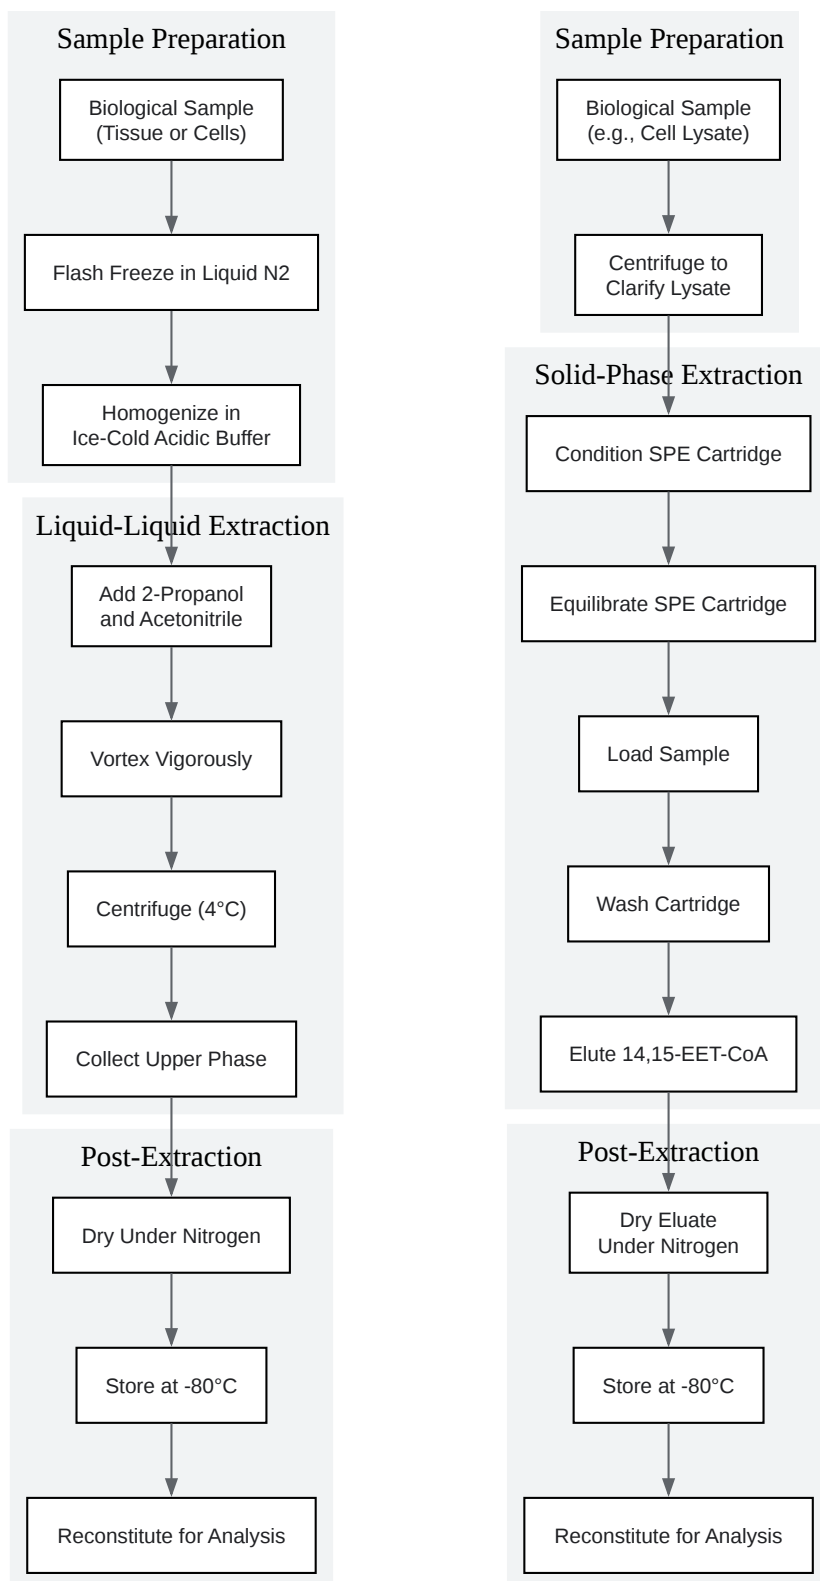 Sample Preparation
Biological Sample
(Tissue or Cells)
Flash Freeze in Liquid N2
Homogenize in
Ice-Cold Acidic Buffer
Liquid-Liquid Extraction
Add 2-Propanol
and Acetonitrile
Vortex Vigorously
Centrifuge (4°C)
Collect Upper Phase
Post-Extraction
Dry Under Nitrogen
Store at -80°C
Reconstitute for Analysis
Sample Preparation
Biological Sample
(e.g., Cell Lysate)
Centrifuge to
Clarify Lysate
Solid-Phase Extraction
Condition SPE Cartridge
Equilibrate SPE Cartridge
Load Sample
Wash Cartridge
Elute 14,15-EET-CoA
Post-Extraction
Dry Eluate
Under Nitrogen
Store at -80°C
Reconstitute for Analysis